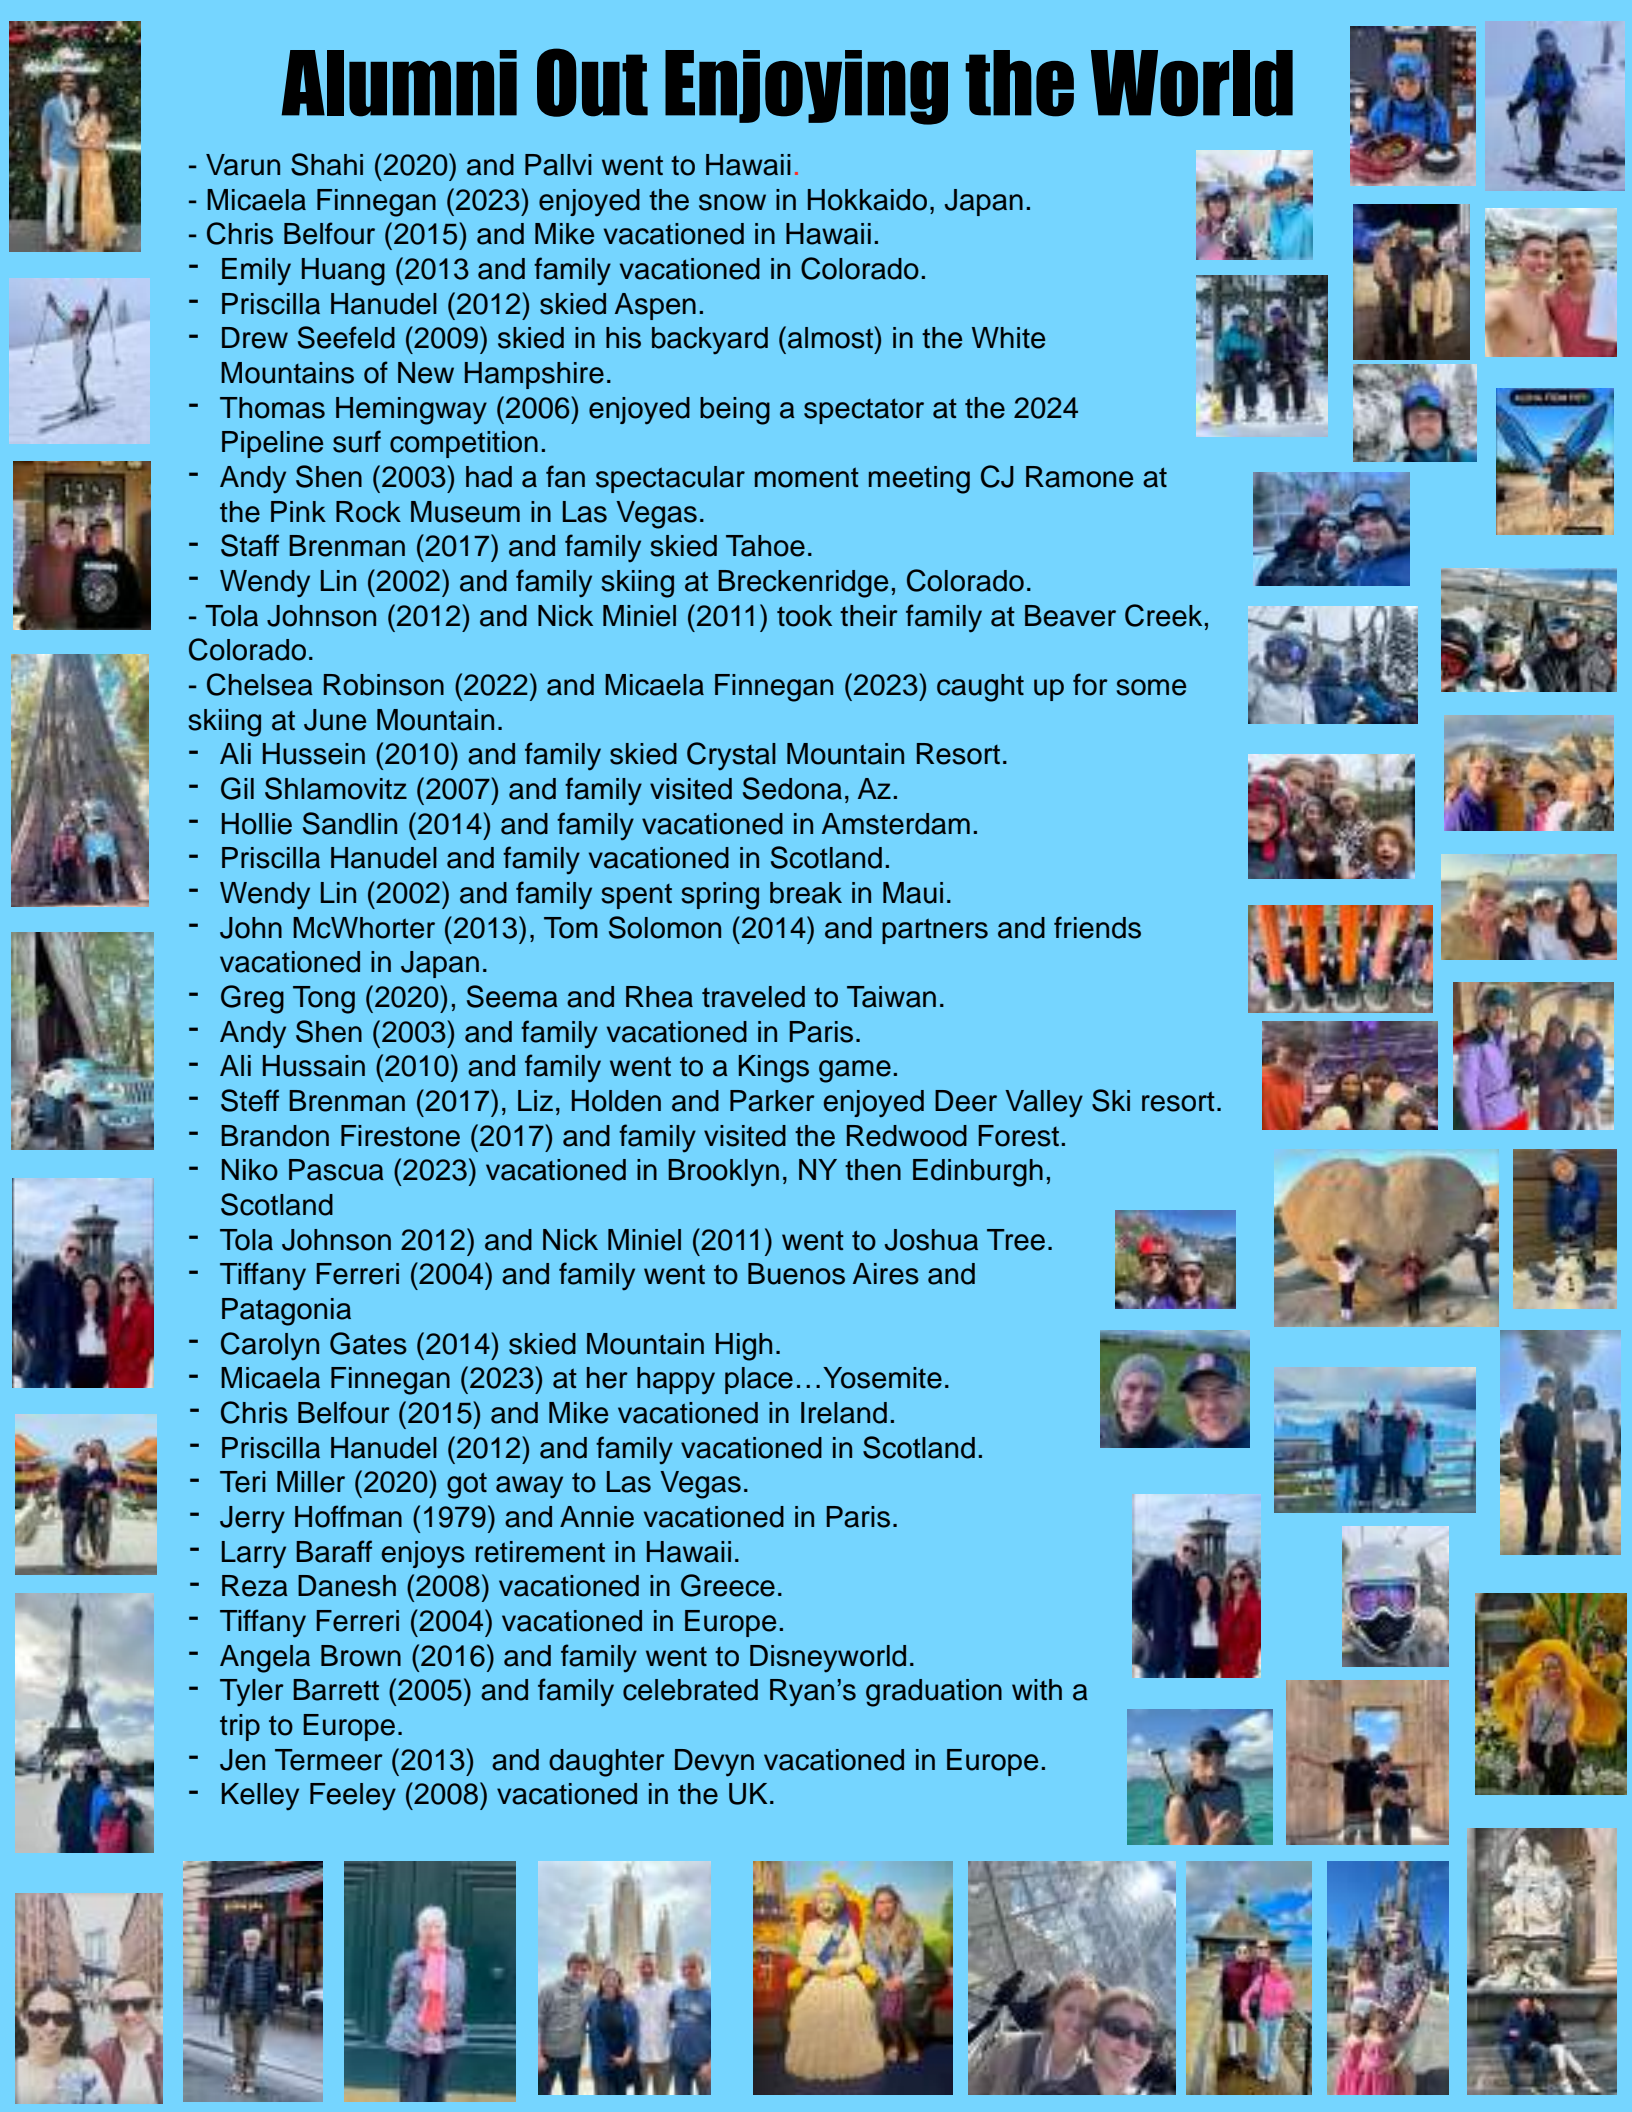 Alumni Out Enjoying the World
- Varun Shahi (2020) and Pallvi went to Hawaii.
- Micaela Finnegan (2023) enjoyed the snow in Hokkaido, Japan.
- Chris Belfour (2015) and Mike vacationed in Hawaii.
- Emily Huang (2013 and family vacationed in Colorado.
- Priscilla Hanudel (2012) skied Aspen.
- Drew Seefeld (2009) skied in his backyard (almost) in the White
Mountains of New Hampshire.
- Thomas Hemingway (2006) enjoyed being a spectator at the 2024
Pipeline surf competition.
- Andy Shen (2003) had a fan spectacular moment meeting CJ Ramone at
the Pink Rock Museum in Las Vegas.
- Staff Brenman (2017) and family skied Tahoe.
- Wendy Lin (2002) and family skiing at Breckenridge, Colorado.
- Tola Johnson (2012) and Nick Miniel (2011) took their family at Beaver Creek,
Colorado.
- Chelsea Robinson (2022) and Micaela Finnegan (2023) caught up for some
skiing at June Mountain.
- Ali Hussein (2010) and family skied Crystal Mountain Resort.
- Gil Shlamovitz (2007) and family visited Sedona, Az.
- Hollie Sandlin (2014) and family vacationed in Amsterdam.
- Priscilla Hanudel and family vacationed in Scotland.
- Wendy Lin (2002) and family spent spring break in Maui.
- John McWhorter (2013), Tom Solomon (2014) and partners and friends
vacationed in Japan.
- Greg Tong (2020), Seema and Rhea traveled to Taiwan.
- Andy Shen (2003) and family vacationed in Paris.
- Ali Hussain (2010) and family went to a Kings game.
- Steff Brenman (2017), Liz, Holden and Parker enjoyed Deer Valley Ski resort.
- Brandon Firestone (2017) and family visited the Redwood Forest.
- Niko Pascua (2023) vacationed in Brooklyn, NY then Edinburgh,
Scotland
- Tola Johnson 2012) and Nick Miniel (2011) went to Joshua Tree.
- Tiffany Ferreri (2004) and family went to Buenos Aires and
Patagonia
- Carolyn Gates (2014) skied Mountain High.
- Micaela Finnegan (2023) at her happy place…Yosemite.
- Chris Belfour (2015) and Mike vacationed in Ireland.
- Priscilla Hanudel (2012) and family vacationed in Scotland.
- Teri Miller (2020) got away to Las Vegas.
- Jerry Hoffman (1979) and Annie vacationed in Paris.
- Larry Baraff enjoys retirement in Hawaii.
- Reza Danesh (2008) vacationed in Greece.
- Tiffany Ferreri (2004) vacationed in Europe.
- Angela Brown (2016) and family went to Disneyworld.
- Tyler Barrett (2005) and family celebrated Ryan’s graduation with a
trip to Europe.
- Jen Termeer (2013)  and daughter Devyn vacationed in Europe.
- Kelley Feeley (2008) vacationed in the UK.